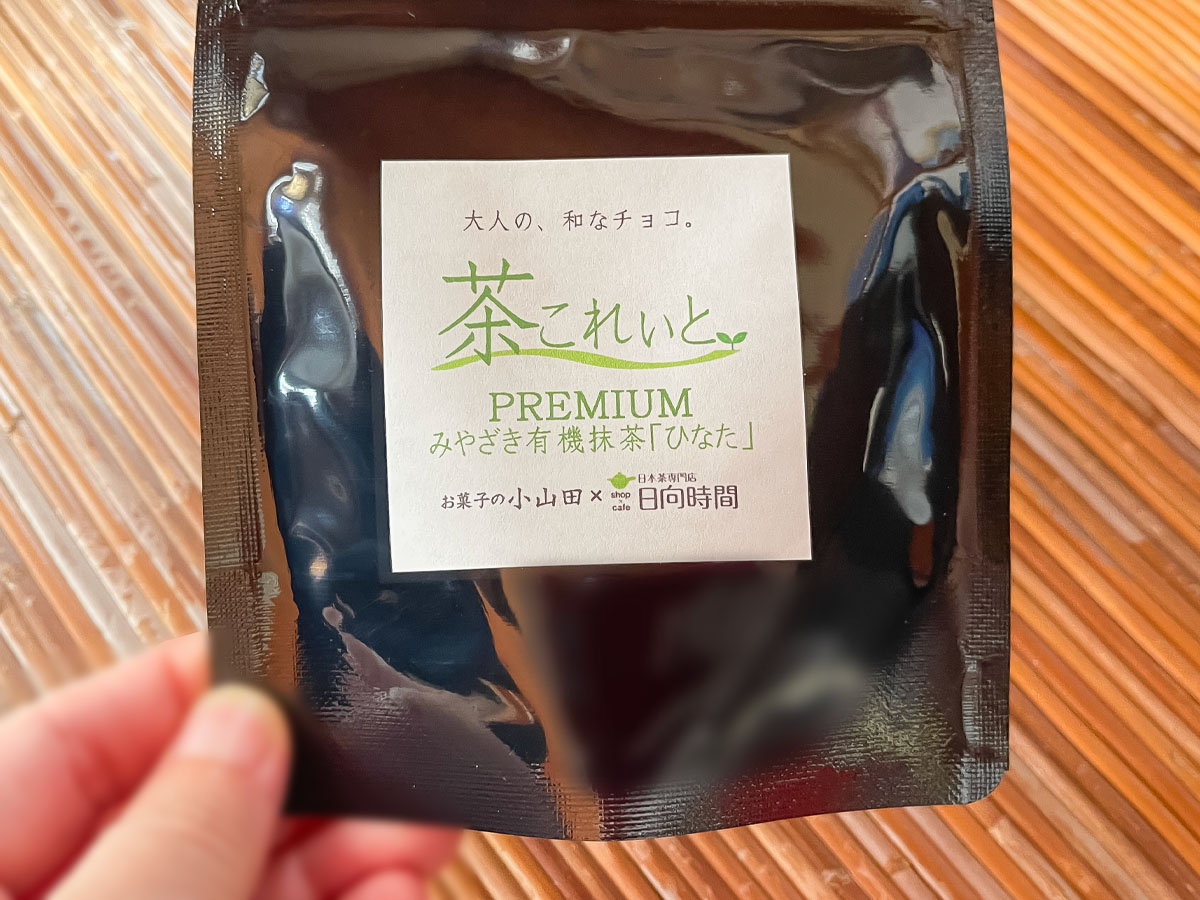 大人の、和なチョコ。
茶これぃと
PREMIUM
みやざき有機抹茶「ひなた」
お菓子の小山田×shop×cafe 日本茶専門店 日向時間